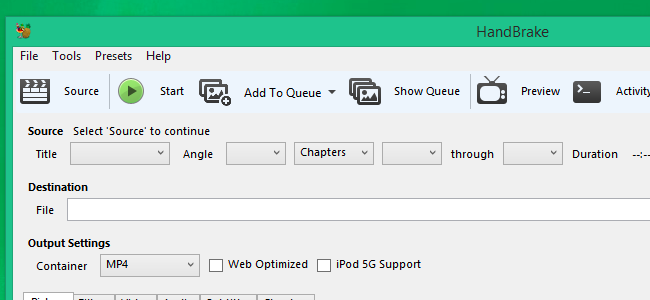 HandBrake
File Tools Presets Help
Source Start Add To Queue Show Queue Preview Activity
Source Select 'Source' to continue
Title Angle Chapters through Duration --:--
Destination
File
Output Settings
Container MP4 Web Optimized iPod 5G Support